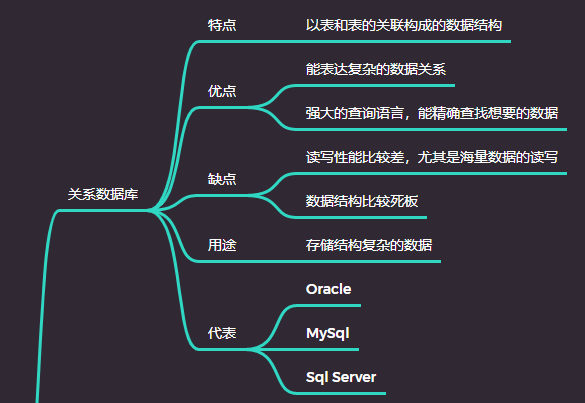 特点
以表和表的关联构成的数据结构
优点
能表达复杂的数据关系
强大的查询语言，能精确查找想要的数据
关系数据库
缺点
读写性能比较差，尤其是海量数据的读写
数据结构比较死板
用途
存储结构复杂的数据
代表
Oracle
MySql
Sql Server